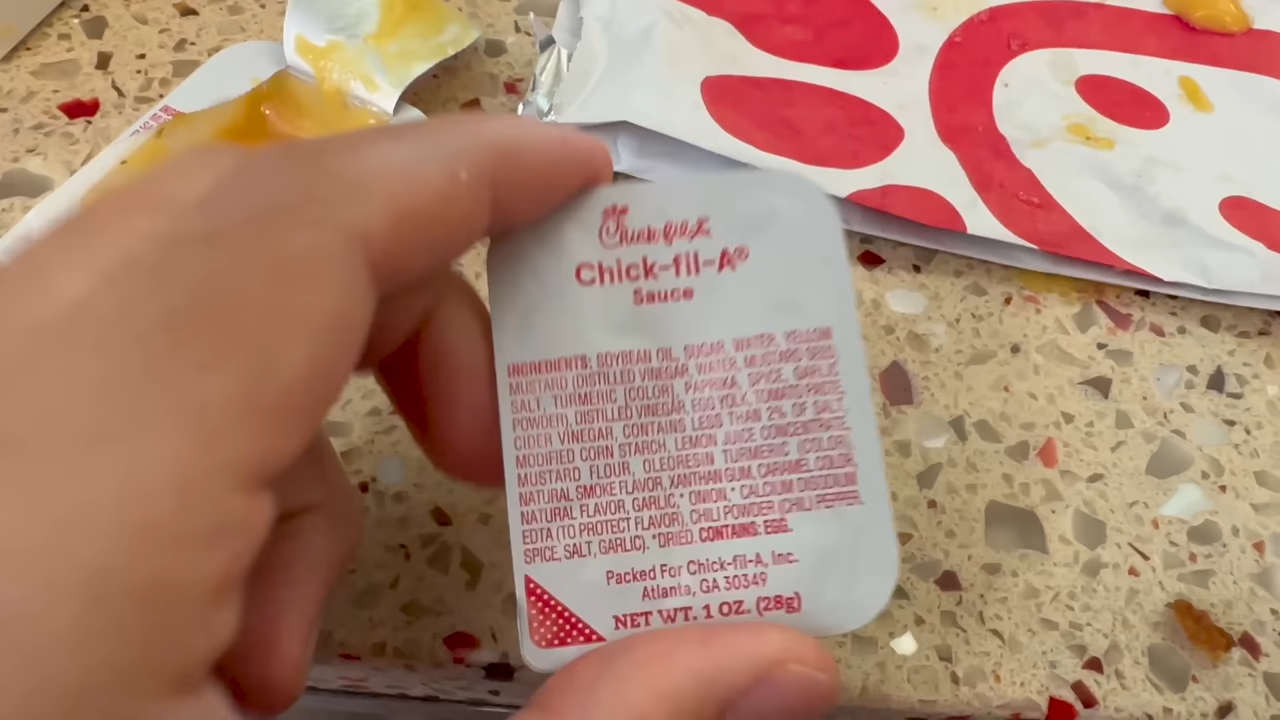 Chick-fil-A
Chick-fil-A®
Sauce
INGREDIENTS: SOYBEAN OIL, SUGAR, WATER, YELLOW
MUSTARD (DISTILLED VINEGAR, WATER, MUSTARD SEED,
SALT, TURMERIC [COLOR], PAPRIKA, SPICE, GARLIC
POWDER), DISTILLED VINEGAR, EGG YOLK, TOMATO PASTE,
CIDER VINEGAR, CONTAINS LESS THAN 2% OF SALT,
MODIFIED CORN STARCH, LEMON JUICE CONCENTRATE,
MUSTARD FLOUR, OLEORESIN TURMERIC (COLOR),
NATURAL SMOKE FLAVOR, XANTHAN GUM, CARAMEL COLOR,
NATURAL FLAVOR, GARLIC,* ONION,* CALCIUM DISODIUM
EDTA (TO PROTECT FLAVOR), CHILI POWDER (CHILI PEPPER,
SPICE, SALT, GARLIC). *DRIED. CONTAINS: EGG.
Packed For Chick-fil-A, Inc.
Atlanta, GA 30349
NET WT. 1 OZ. (28g)